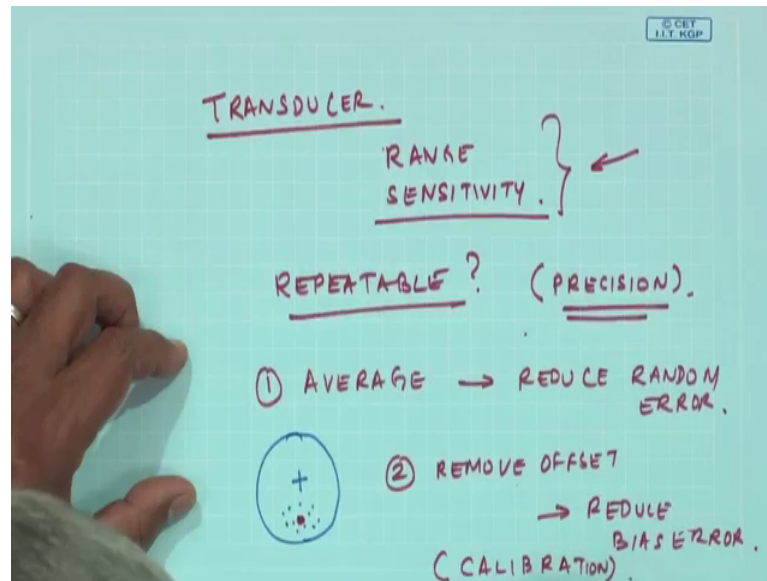 © CET
I.I.T. KGP
TRANSDUCER.
RANGE
SENSITIVITY.
REPEATABLE? (PRECISION).
① AVERAGE → REDUCE RANDOM
ERROR.
② REMOVE OFFSET
→ REDUCE
BIAS ERROR.
(CALIBRATION).